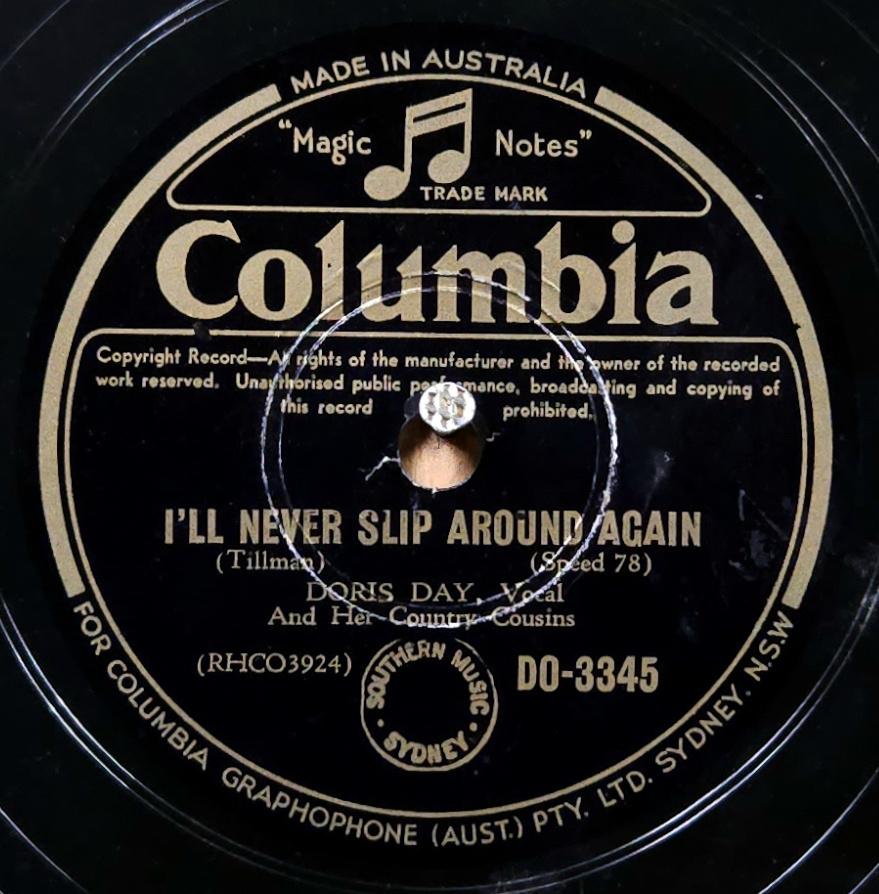 MADE IN AUSTRALIA
"Magic Notes"
TRADE MARK
Columbia
Copyright Record—All rights of the manufacturer and the owner of the recorded
work reserved. Unauthorised public performance, broadcasting and copying of
this record prohibited.
I'LL NEVER SLIP AROUND AGAIN
(Tillman) (Speed 78)
DORIS DAY, Vocal
And Her Country Cousins
(RHCO3924) DO-3345
SOUTHERN MUSIC
• SYDNEY •
FOR COLUMBIA GRAPHOPHONE (AUST.) PTY. LTD. SYDNEY. N.S.W